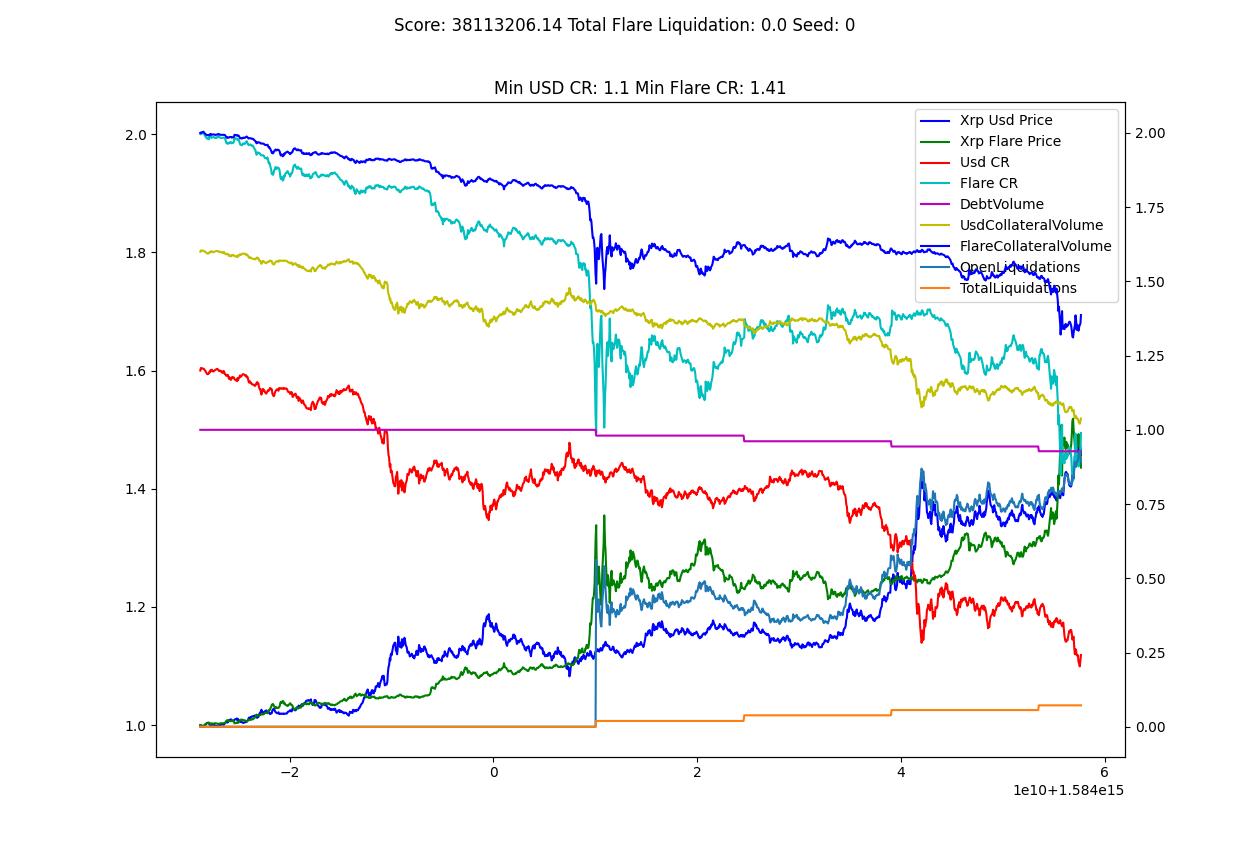 Score: 38113206.14 Total Flare Liquidation: 0.0 Seed: 0
Min USD CR: 1.1 Min Flare CR: 1.41
Xrp Usd Price
Xrp Flare Price
Usd CR
Flare CR
DebtVolume
UsdCollateralVolume
FlareCollateralVolume
OpenLiquidations
TotalLiquidations
2.0
1.8
1.6
1.4
1.2
1.0
2.00
1.75
1.50
1.25
1.00
0.75
0.50
0.25
0.00
−2
0
2
4
6
1e10+1.584e15